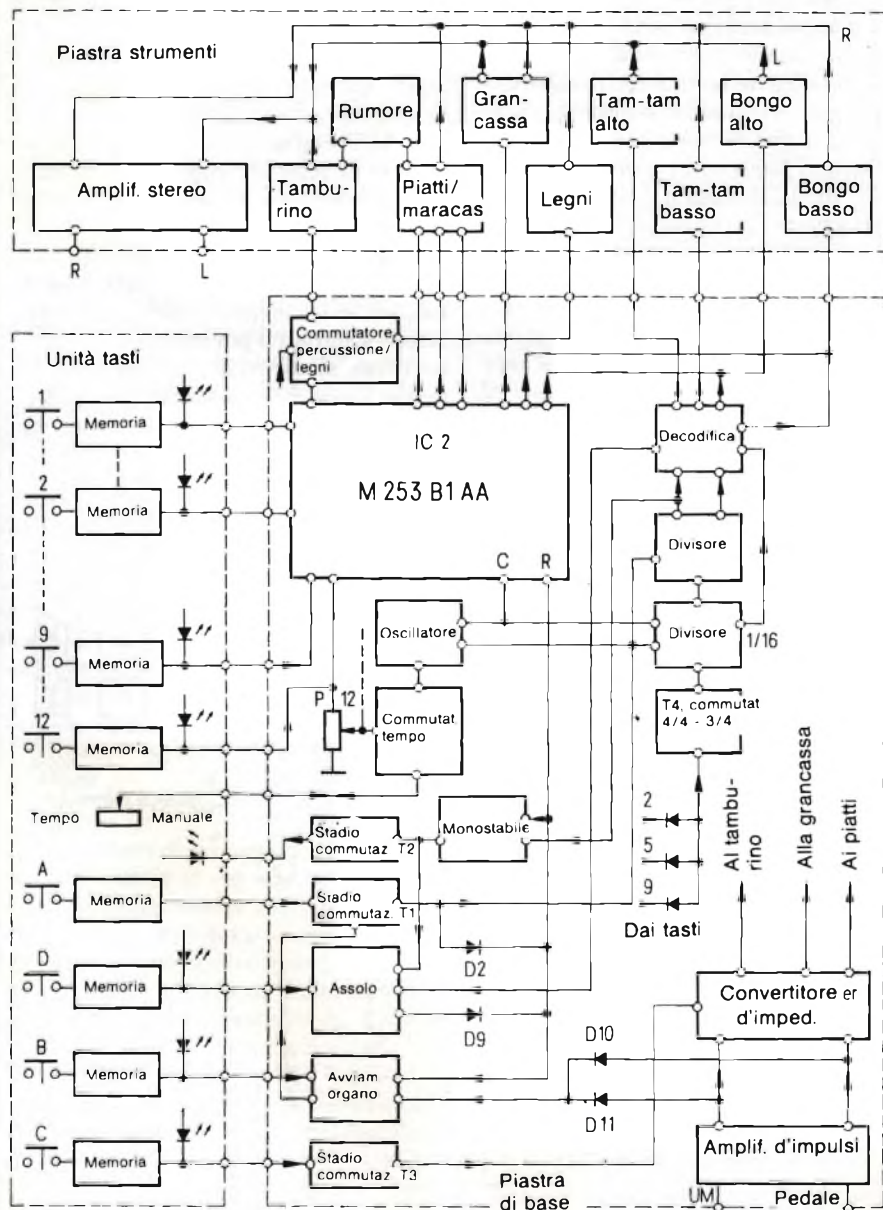 Piastra strumenti
R
L
Rumore
Gran-
cassa
Tam-tam
alto
Bongo
alto
Amplif. stereo
Tambu-
rino
Piatti/
maracas
Legni
Tam-tam
basso
Bongo
basso
R
L
Unità tasti
Commutatore
percussione/
legni
1
Memoria
IC 2
M 253 B1 AA
Decodifica
2
Memoria
C
R
Divisore
Oscillatore
Divisore
1/16
9
Memoria
P 12
Commutat.
tempo
T4, commutat
4/4 - 3/4
12
Memoria
Tempo
Manuale
Stadio
commutaz. T2
Monostabile
2
5
9
Dai tasti
Al tambu-
rino
Alla grancassa
Ai piatti
A
Memoria
Stadio
commutaz. T1
D2
D
Memoria
Assolo
D9
Convertitore er
d'imped.
D10
B
Memoria
Avviam
organo
D11
Amplif. d'impulsi
C
Memoria
Stadio
commutaz T3
Piastra
di base
UM
Pedale